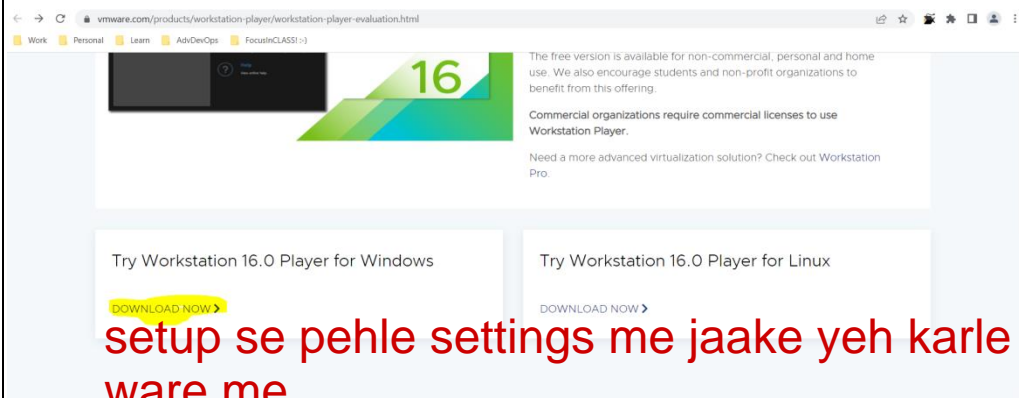 vmware.com/products/workstation-player/workstation-player-evaluation.html
Work Personal Learn AdvDevOps FocusInCLASS! :-)
Help
16
The free version is available for non-commercial, personal and home
use. We also encourage students and non-profit organizations to
benefit from this offering.
Commercial organizations require commercial licenses to use
Workstation Player.
Need a more advanced virtualization solution? Check out Workstation
Pro.
Try Workstation 16.0 Player for Windows
DOWNLOAD NOW
Try Workstation 16.0 Player for Linux
DOWNLOAD NOW
setup se pehle settings me jaake yeh karle
ware me